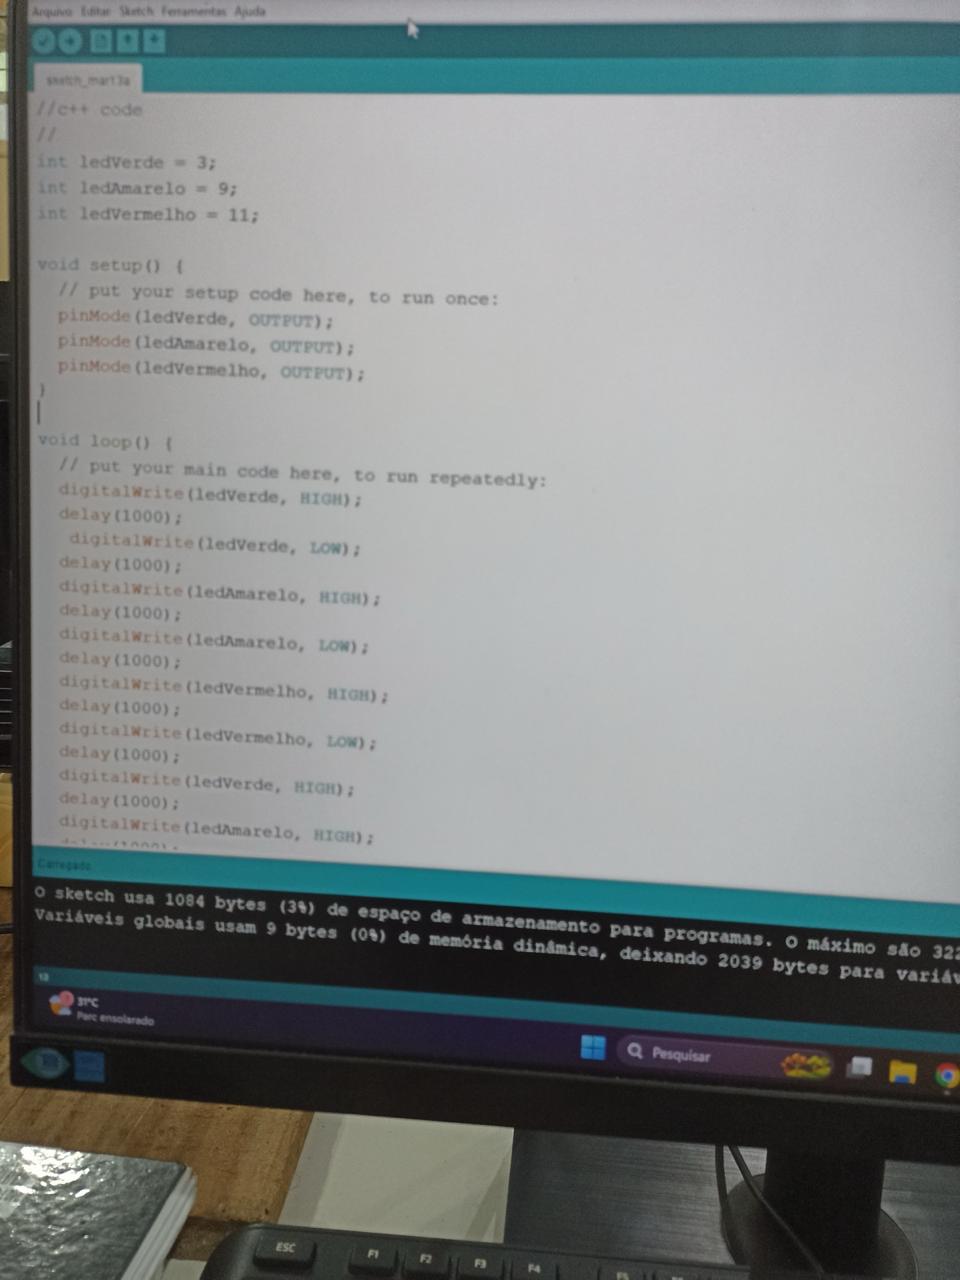 Arquivo Editar Sketch Ferramentas Ajuda
sketch_mar13a
//c++ code
//
int ledVerde = 3;
int ledAmarelo = 9;
int ledVermelho = 11;
void setup() {
// put your setup code here, to run once:
pinMode(ledVerde, OUTPUT);
pinMode(ledAmarelo, OUTPUT);
pinMode(ledVermelho, OUTPUT);
}
void loop() {
// put your main code here, to run repeatedly:
digitalWrite(ledVerde, HIGH);
delay(1000);
digitalWrite(ledVerde, LOW);
delay(1000);
digitalWrite(ledAmarelo, HIGH);
delay(1000);
digitalWrite(ledAmarelo, LOW);
delay(1000);
digitalWrite(ledVermelho, HIGH);
delay(1000);
digitalWrite(ledVermelho, LOW);
delay(1000);
digitalWrite(ledVerde, HIGH);
delay(1000);
digitalWrite(ledAmarelo, HIGH);
delay(1000);
Carregado.
O sketch usa 1084 bytes (3%) de espaço de armazenamento para programas. O máximo são 322
Variáveis globais usam 9 bytes (0%) de memória dinâmica, deixando 2039 bytes para variáv
31°C
Parc ensolarado
Pesquisar
ESC
F1
F2
F3
F4
F5